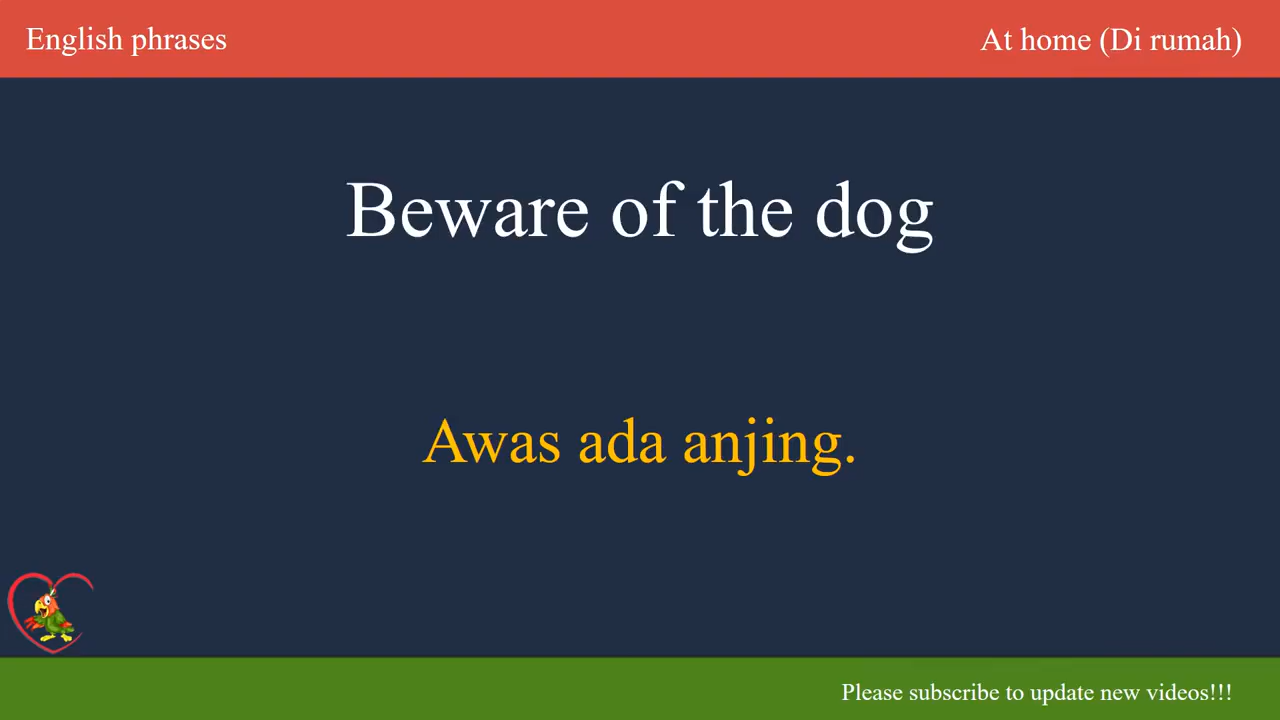 English phrases
At home (Di rumah)
Beware of the dog
Awas ada anjing.
Please subscribe to update new videos!!!